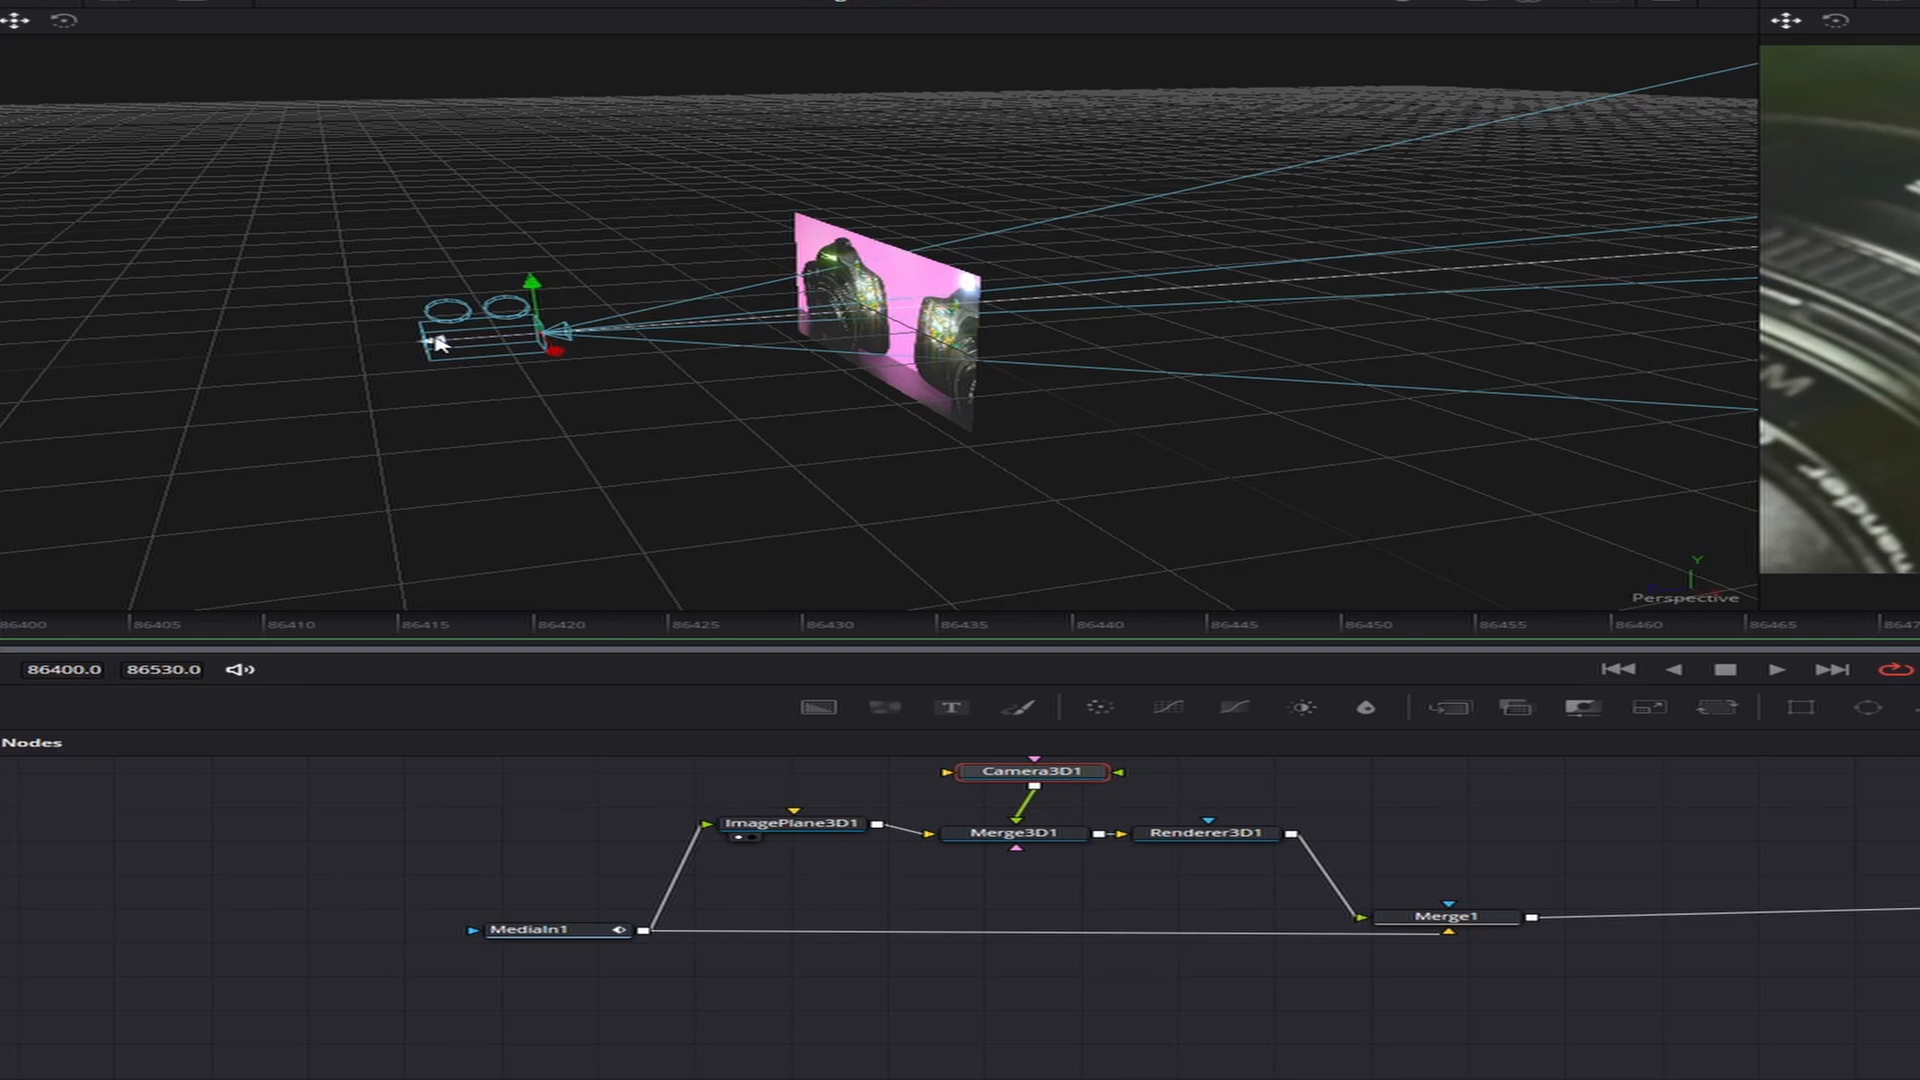 Y
Perspective
86400 86405 86410 86415 86420 86425 86430 86435 86440 86445 86450 86455 86460 86465
86400.0 86530.0
T
Nodes
Camera3D1
ImagePlane3D1 Merge3D1 Renderer3D1
Merge1
MediaIn1
M